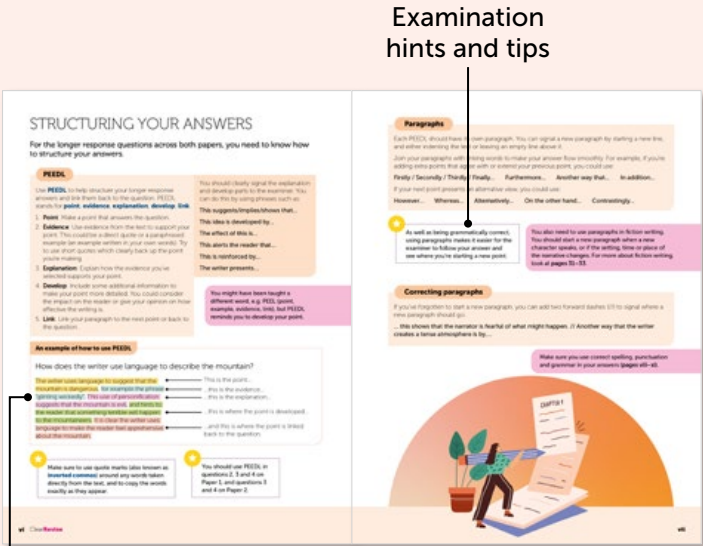 Examination
hints and tips
STRUCTURING YOUR ANSWERS
For the longer response questions across both papers, you need to know how
to structure your answers.
PEEDL
Use PEEDL to help structure your longer response
answers and link them back to the question. PEEDL
stands for point, evidence, explanation, develop, link.
1. Point: Make a point that answers the question.
2. Evidence: Use evidence from the text to support your
point. This could be a direct quote or a paraphrased
example (an example written in your own words). Try
to use short quotes which clearly back up the point
you're making.
3. Explanation: Explain how the evidence you've
selected supports your point.
4. Develop: Include some additional information to
make your point more detailed. You could consider
the impact on the reader or give your opinion on how
effective the writing is.
5. Link: Link your paragraph to the next point or back to
the question.
You should clearly signal the explanation
and develop parts to the examiner. You
can do this by using phrases such as:
This suggests/implies/shows that...
This idea is developed by...
The effect of this is...
This alerts the reader that...
This is reinforced by...
The writer presents...
You might have been taught a
different word, e.g. PEEL (point,
example, evidence, link), but PEEDL
reminds you to develop your point.
An example of how to use PEEDL
How does the writer use language to describe the mountain?
The writer uses language to suggest that the
mountain is dangerous, for example the phrase
"grinning wickedly". This use of personification
suggests that the mountain is evil, and hints to
the reader that something terrible will happen
to the mountaineers. It is clear the writer uses
language to make the reader feel apprehensive
about the mountain.
This is the point...
...this is the evidence...
...this is the explanation...
...this is where the point is developed...
...and this is where the point is linked
back to the question.
Make sure to use quote marks (also known as
inverted commas) around any words taken
directly from the text, and to copy the words
exactly as they appear.
You should use PEEDL in
questions 2, 3 and 4 on
Paper 1, and questions 3
and 4 on Paper 2.
vi ClearRevise
Paragraphs
Each PEEDL should have its own paragraph. You can signal a new paragraph by starting a new line,
and either indenting the text or leaving an empty line above it.
Join your paragraphs with linking words to make your answer flow smoothly. For example, if you're
adding extra points that agree with or extend your previous point, you could use:
Firstly / Secondly / Thirdly / Finally... Furthermore... Another way that... In addition...
If your next point presents an alternative view, you could use:
However... Whereas... Alternatively... On the other hand... Contrastingly...
As well as being grammatically correct,
using paragraphs makes it easier for the
examiner to follow your answer and
see where you're starting a new point.
You also need to use paragraphs in fiction writing.
You should start a new paragraph when a new
character speaks, or if the setting, time or place of
the narrative changes. For more about fiction writing
look at pages 31–53.
Correcting paragraphs
If you've forgotten to start a new paragraph, you can add two forward dashes (//) to signal where a
new paragraph should go.
... this shows that the narrator is fearful of what might happen. // Another way that the writer
creates a tense atmosphere is by...
Make sure you use correct spelling, punctuation
and grammar in your answers
CHAPTER 1
vii